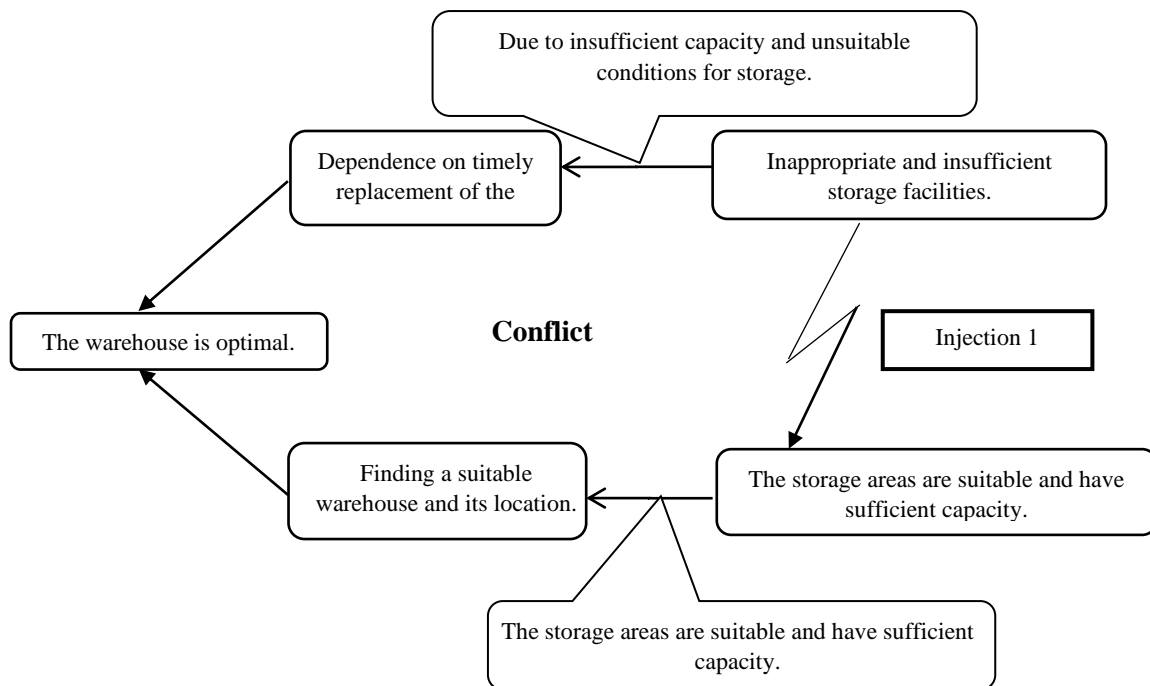 Due to insufficient capacity and unsuitable
conditions for storage.
Dependence on timely
replacement of the
Inappropriate and insufficient
storage facilities.
The warehouse is optimal.
Conflict
Injection 1
Finding a suitable
warehouse and its location.
The storage areas are suitable and have
sufficient capacity.
The storage areas are suitable and have sufficient
capacity.